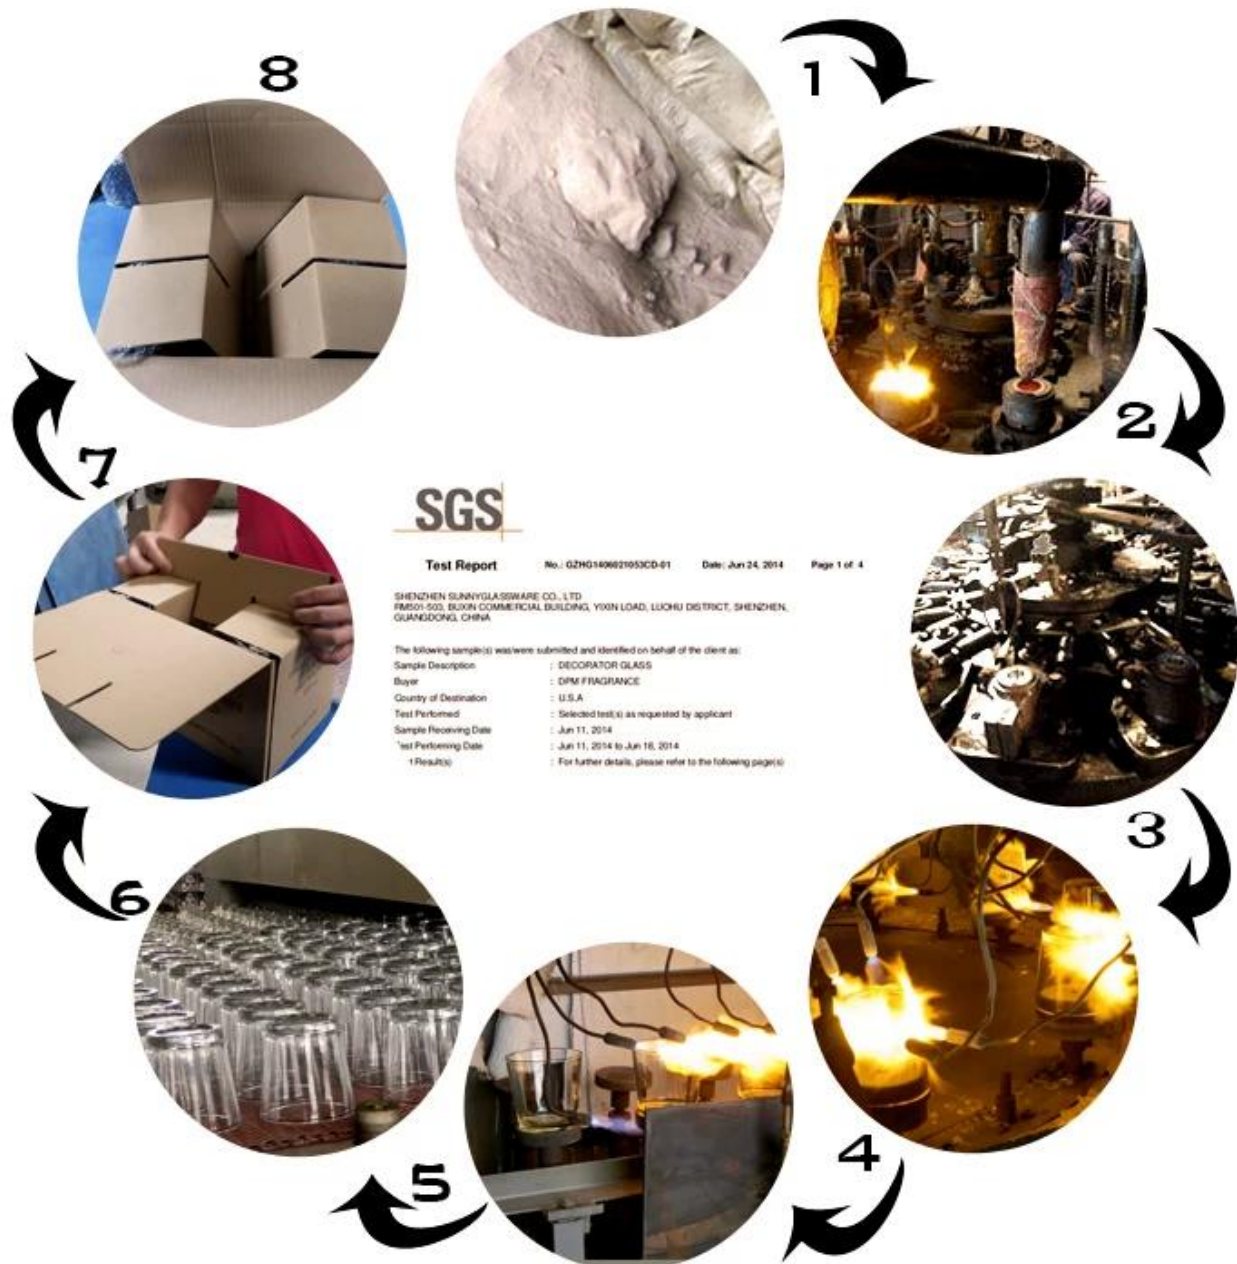 8
1
2
7
SGS
Test Report No.: GZHG1406021053CD-01 Date: Jun 24, 2014 Page 1 of 4
SHENZHEN SUNNYGLASSWARE CO., LTD
RM501-503, BUXIN COMMERCIAL BUILDING, YIXIN LOAD, LUOHU DISTRICT, SHENZHEN,
GUANGDONG, CHINA
The following sample(s) was/were submitted and identified on behalf of the client as:
Sample Description : DECORATOR GLASS
Buyer : DPM FRAGRANCE
Country of Destination : U.S.A
Test Performed : Selected test(s) as requested by applicant
Sample Receiving Date : Jun 11, 2014
Test Performing Date : Jun 11, 2014 to Jun 18, 2014
t Result(s) : For further details, please refer to the following page(s)
3
6
4
5